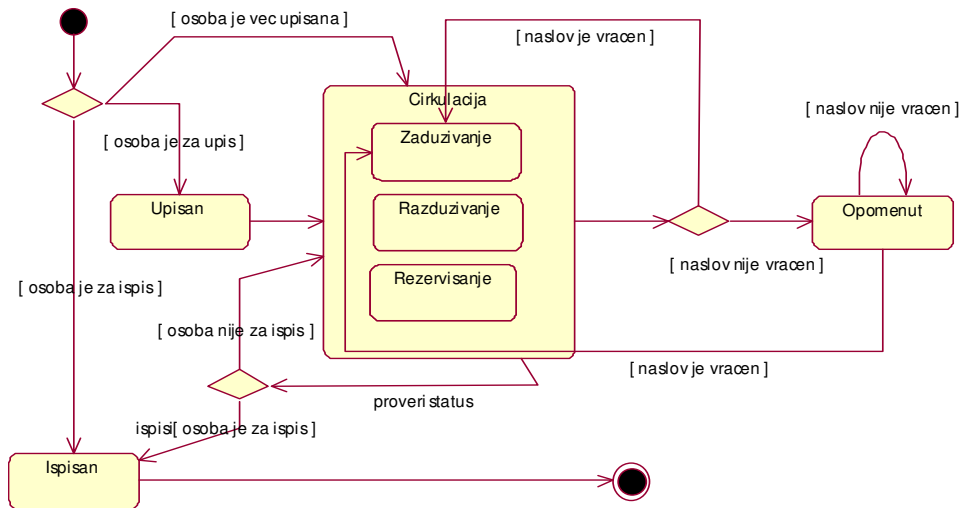 [ osoba je vec upisana ]
[ naslov je vracen ]
Cirkulacija
[ naslov nije vracen ]
[ osoba je za upis ]
Zaduzivanje
Upisan
Razduzivanje
Opomenut
[ naslov nije vracen ]
Rezervisanje
[ osoba je za ispis ]
[ osoba nije za ispis ]
[ naslov je vracen ]
proveri status
ispisi[ osoba je za ispis ]
Ispisan